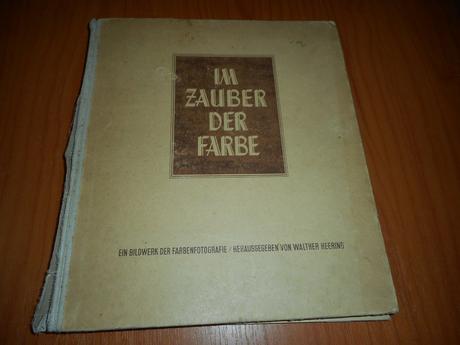 IM
ZAUBER
DER
FARBE
EIN BILDWERK DER FARBENFOTOGRAFIE / HERAUSGEGEBEN VON WALTHER HEERING